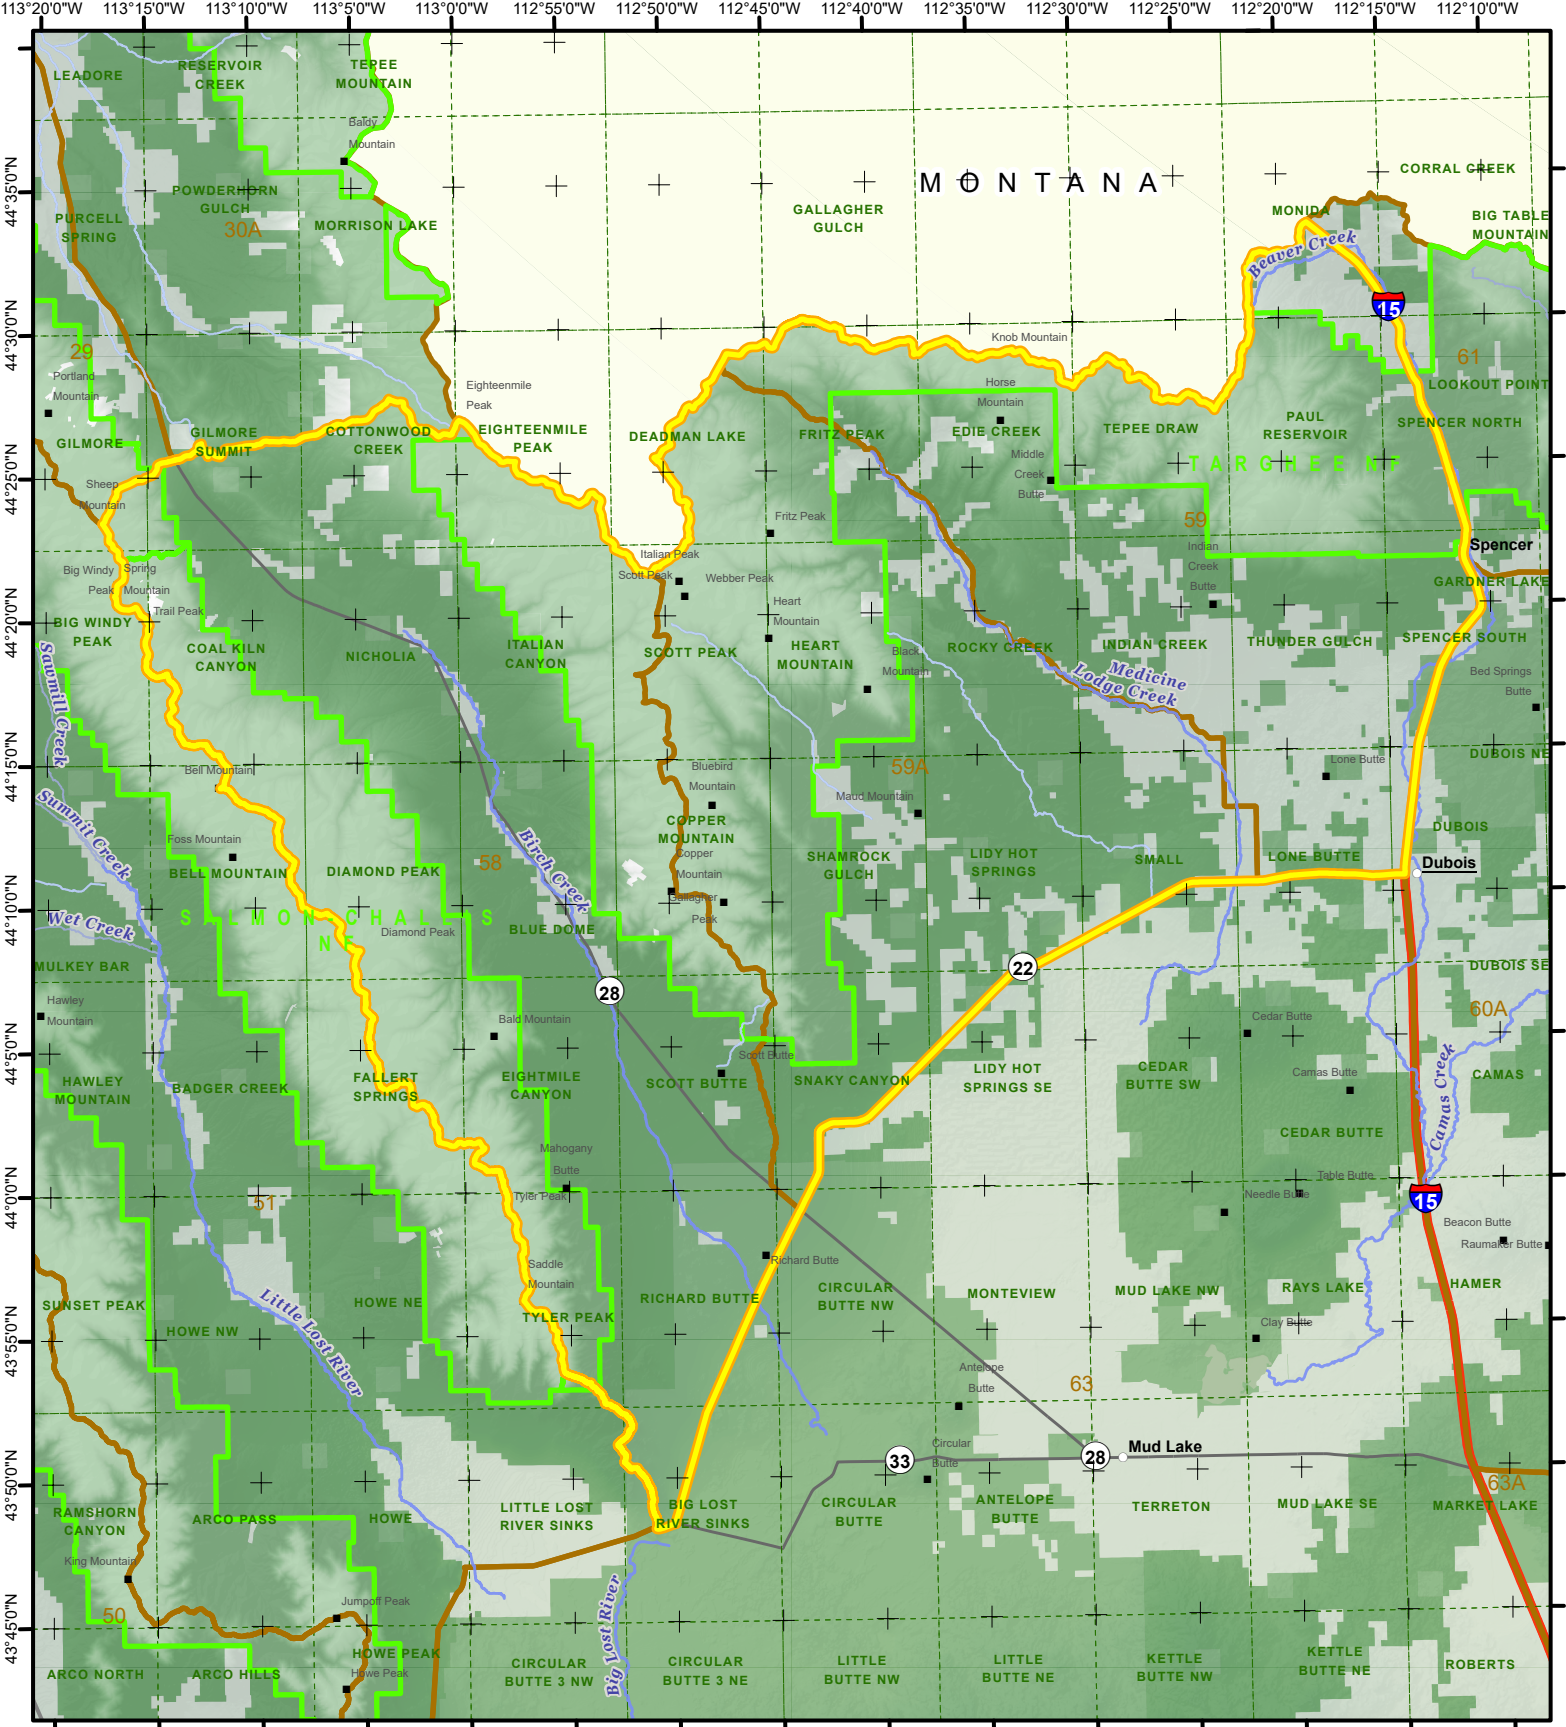 113°20'0"W 113°15'0"W 113°10'0"W 113°5'0"W 113°0'0"W 112°55'0"W 112°50'0"W 112°45'0"W 112°40'0"W 112°35'0"W 112°30'0"W 112°25'0"W 112°20'0"W 112°15'0"W 112°10'0"W
44°35'0"N
44°30'0"N
44°25'0"N
44°20'0"N
44°15'0"N
44°10'0"N
44°5'0"N
44°0'0"N
43°55'0"N
43°50'0"N
43°45'0"N
LEADORE
RESERVOIR
CREEK
TEPEE
MOUNTAIN
Baldy
Mountain
MONTANA
CORRAL CREEK
POWDERHORN
GULCH
30A
PURCELL
SPRING
MORRISON LAKE
GALLAGHER
GULCH
MONIDA
BIG TABLE
MOUNTAIN
Beaver Creek
15
29
Portland
Mountain
Knob Mountain
61
LOOKOUT POINT
Eighteenmile
Peak
Horse
Mountain
GILMORE
GILMORE
SUMMIT
COTTONWOOD
CREEK
EIGHTEENMILE
PEAK
DEADMAN LAKE
FRITZ PEAK
EDIE CREEK
TEPEE DRAW
PAUL
RESERVOIR
SPENCER NORTH
TARGHEE NF
Middle
Creek
Butte
Sheep
Mountain
Fritz Peak
59
Indian
Creek
Butte
Spencer
Italian Peak
Scott Peak
Webber Peak
Big Windy
Peak
Spring
Mountain
Trail Peak
Heart
Mountain
GARDNER LAKE
BIG WINDY
PEAK
COAL KILN
CANYON
NICHOLIA
ITALIAN
CANYON
SCOTT PEAK
HEART
MOUNTAIN
Black
Mountain
ROCKY CREEK
INDIAN CREEK
THUNDER GULCH
SPENCER SOUTH
Medicine
Lodge Creek
Bed Springs
Butte
Sawmill Creek
Bell Mountain
Bluebird
Mountain
59A
Lone Butte
DUBOIS NE
Maud Mountain
Summit Creek
Foss Mountain
COPPER
MOUNTAIN
DUBOIS
Birch Creek
BELL MOUNTAIN
DIAMOND PEAK
58
Copper
Mountain
SHAMROCK
GULCH
LIDY HOT
SPRINGS
SMALL
LONE BUTTE
Dubois
Gallagher
Peak
Wet Creek
SALMON-CHALLIS
NF
Diamond Peak
BLUE DOME
MULKEY BAR
22
DUBOIS SE
28
Hawley
Mountain
Bald Mountain
Cedar Butte
60A
Scott Butte
HAWLEY
MOUNTAIN
BADGER CREEK
FALLERT
SPRINGS
EIGHTMILE
CANYON
SCOTT BUTTE
SNAKY CANYON
LIDY HOT
SPRINGS SE
CEDAR
BUTTE SW
Camas Butte
CAMAS
Camas Creek
CEDAR BUTTE
Mahogany
Butte
Tyler Peak
Table Butte
Needle Butte
15
51
Beacon Butte
Raumaker Butte
Saddle
Mountain
Richard Butte
SUNSET PEAK
HOWE NE
RICHARD BUTTE
CIRCULAR
BUTTE NW
MONTEVIEW
MUD LAKE NW
RAYS LAKE
HAMER
Little Lost River
HOWE NW
TYLER PEAK
Clay Butte
Antelope
Butte
63
Circular
Butte
33
28
Mud Lake
63A
RAMSHORN
CANYON
ARCO PASS
HOWE
LITTLE LOST
RIVER SINKS
BIG LOST
RIVER SINKS
CIRCULAR
BUTTE
ANTELOPE
BUTTE
TERRETON
MUD LAKE SE
MARKET LAKE
King Mountain
50
Jumpoff Peak
Big Lost River
ARCO NORTH
ARCO HILLS
HOWE PEAK
Howe Peak
CIRCULAR
BUTTE 3 NW
CIRCULAR
BUTTE 3 NE
LITTLE
BUTTE NW
LITTLE
BUTTE NE
KETTLE
BUTTE NW
KETTLE
BUTTE NE
ROBERTS